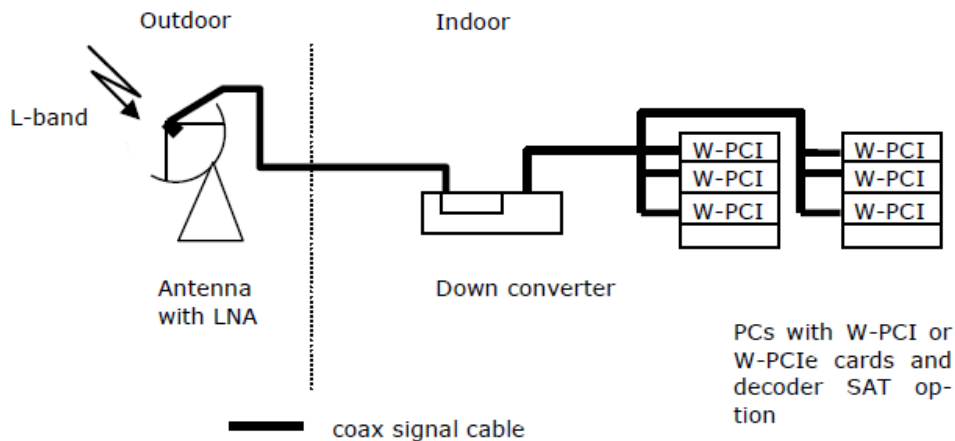 Outdoor
Indoor
L-band
W-PCI
W-PCI
W-PCI
W-PCI
W-PCI
W-PCI
Antenna
with LNA
Down converter
PCs with W-PCI or
W-PCIe cards and
decoder SAT op-
tion
coax signal cable